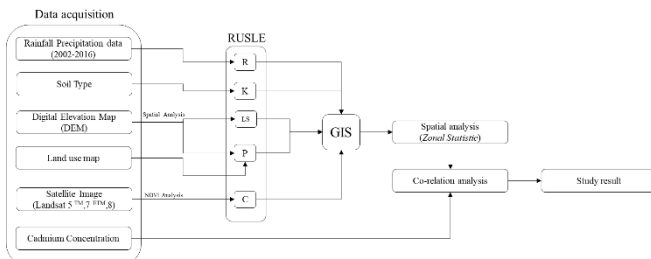 Data acquisition
Rainfall Precipitation data
(2002-2016)
Soil Type
Digital Elevation Map
(DEM)
Land use map
Satellite Image
(Landsat 5 TM,7 ETM,8)
Cadmium Concentration
Spatial Analysis
NDVI Analysis
RUSLE
R
K
LS
P
C
GIS
Spatial analysis
(Zonal Statistic)
Co-relation analysis
Study result